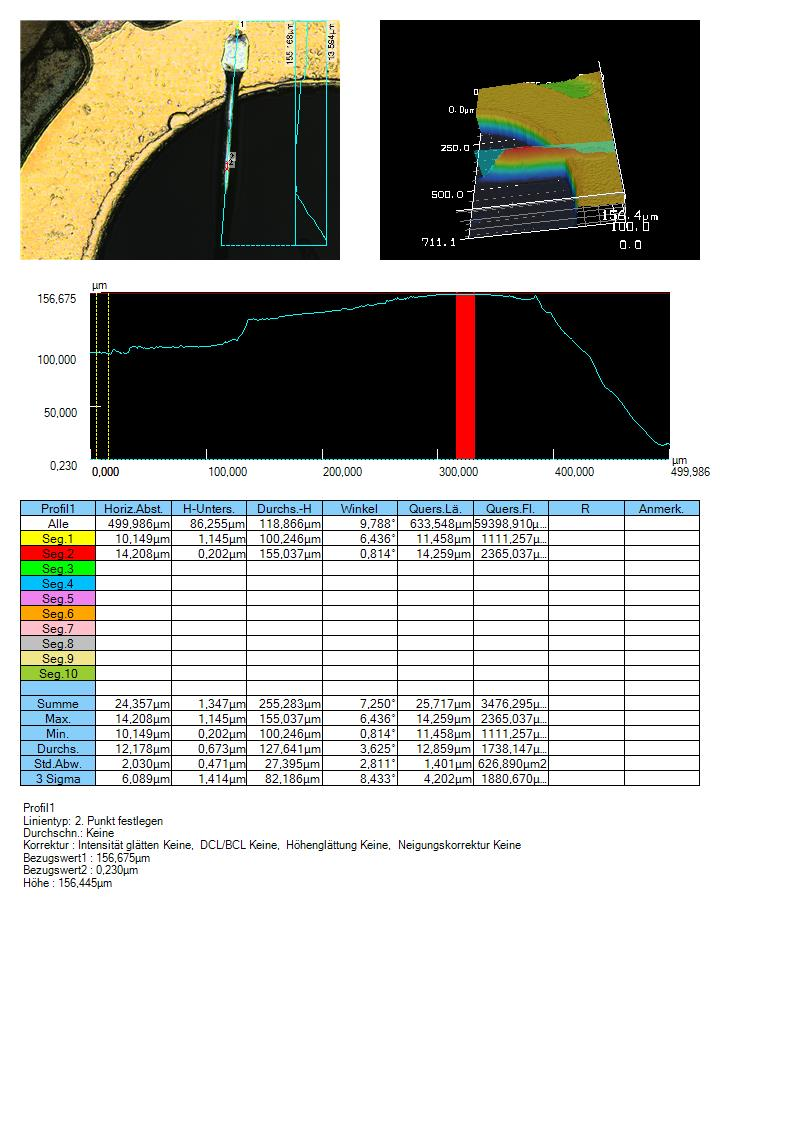 1
155,168µm
13,564µm
0
0.0µm
250.0
500.0
711.1
156.4µm
100.0
0.0
µm
156,675
100,000
50,000
0,230
µm
0,000 100,000 200,000 300,000 400,000 499,986
Profil1 Horiz.Abst. H-Unters. Durchs.-H Winkel Quers.Lä. Quers.Fl. R Anmerk.
Alle 499,986µm 86,255µm 118,866µm 9,788° 633,548µm 59398,910µ...
Seg.1 10,149µm 1,145µm 100,246µm 6,436° 11,458µm 1111,257µ...
Seg.2 14,208µm 0,202µm 155,037µm 0,814° 14,259µm 2365,037µ...
Seg.3
Seg.4
Seg.5
Seg.6
Seg.7
Seg.8
Seg.9
Seg.10
Summe 24,357µm 1,347µm 255,283µm 7,250° 25,717µm 3476,295µ...
Max. 14,208µm 1,145µm 155,037µm 6,436° 14,259µm 2365,037µ...
Min. 10,149µm 0,202µm 100,246µm 0,814° 11,458µm 1111,257µ...
Durchs. 12,178µm 0,673µm 127,641µm 3,625° 12,859µm 1738,147µ...
Std.Abw. 2,030µm 0,471µm 27,395µm 2,811° 1,401µm 626,890µm2
3 Sigma 6,089µm 1,414µm 82,186µm 8,433° 4,202µm 1880,670µ...
Profil1
Linientyp: 2. Punkt festlegen
Durchschn.: Keine
Korrektur : Intensität glätten Keine, DCL/BCL Keine, Höhenglättung Keine, Neigungskorrektur Keine
Bezugswert1 : 156,675µm
Bezugswert2 : 0,230µm
Höhe : 156,445µm